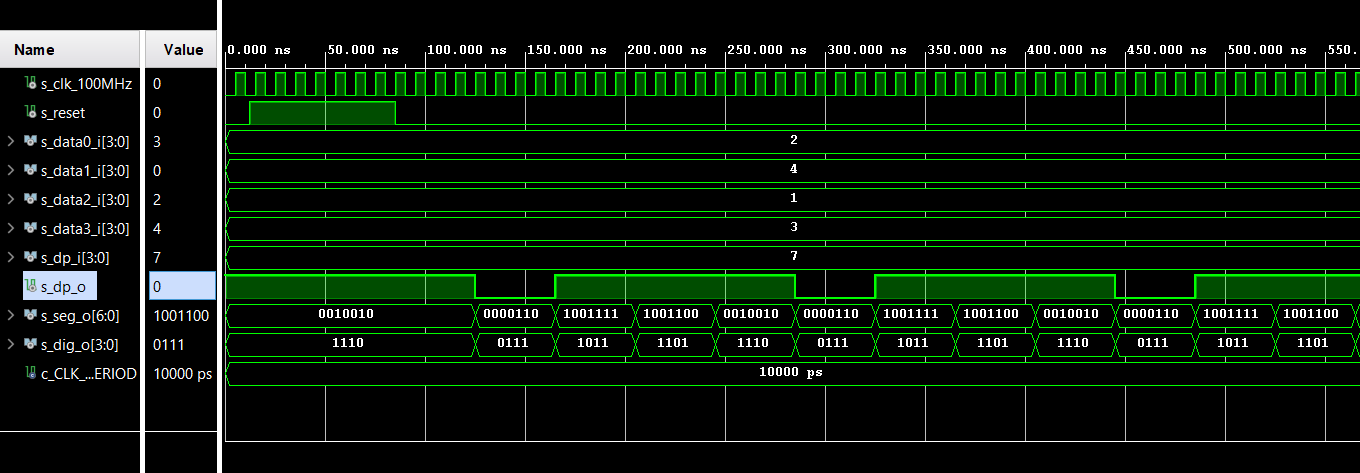 Name Value
0.000 ns 50.000 ns 100.000 ns 150.000 ns 200.000 ns 250.000 ns 300.000 ns 350.000 ns 400.000 ns 450.000 ns 500.000 ns 550.
s_clk_100MHz 0
s_reset 0
s_data0_i[3:0] 3 2
s_data1_i[3:0] 0 4
s_data2_i[3:0] 2 1
s_data3_i[3:0] 4 3
s_dp_i[3:0] 7 7
s_dp_o 0
s_seg_o[6:0] 1001100 0010010 0000110 1001111 1001100 0010010 0000110 1001111 1001100 0010010 0000110 1001111 1001100
s_dig_o[3:0] 0111 1110 0111 1011 1101 1110 0111 1011 1101 1110 0111 1011 1101
c_CLK_...ERIOD 10000 ps 10000 ps